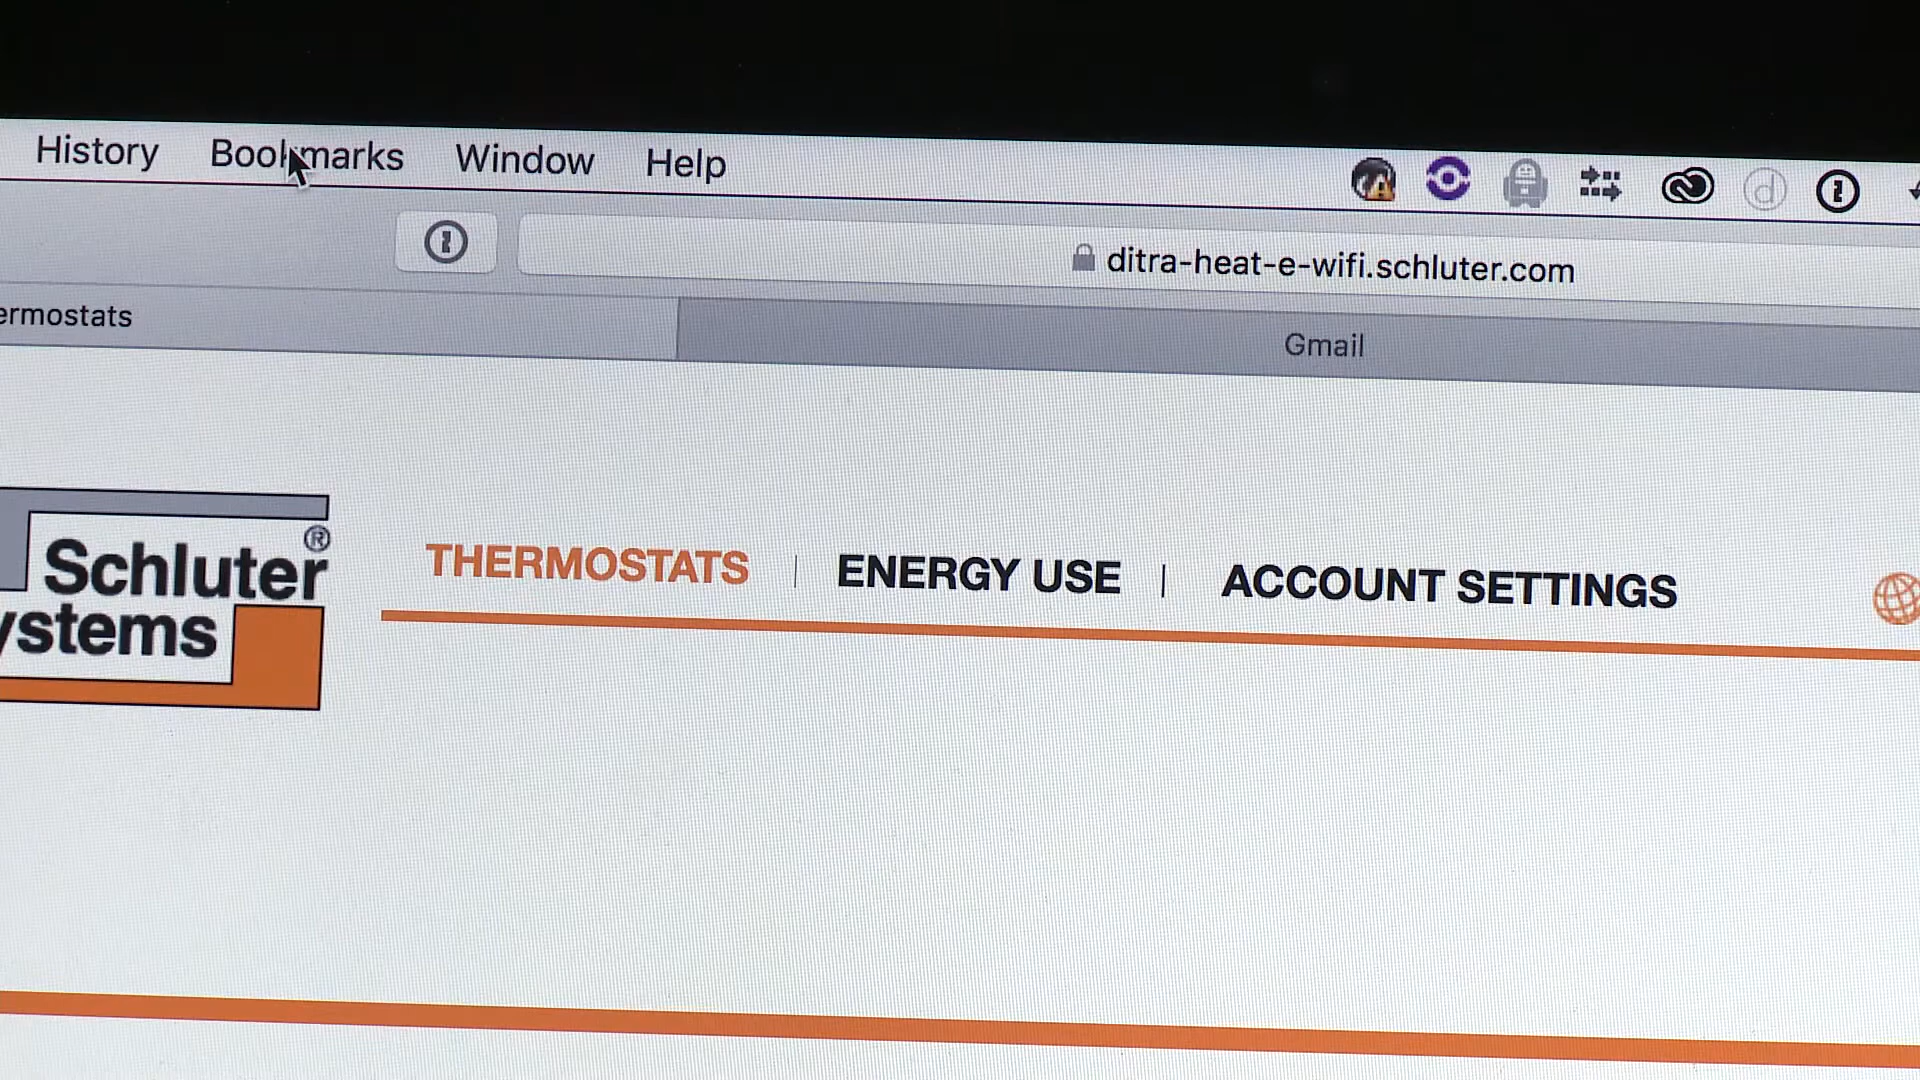 History Bookmarks Window Help
ditra-heat-e-wifi.schluter.com
ermostats
Gmail
Schluter®
ystems
THERMOSTATS | ENERGY USE | ACCOUNT SETTINGS